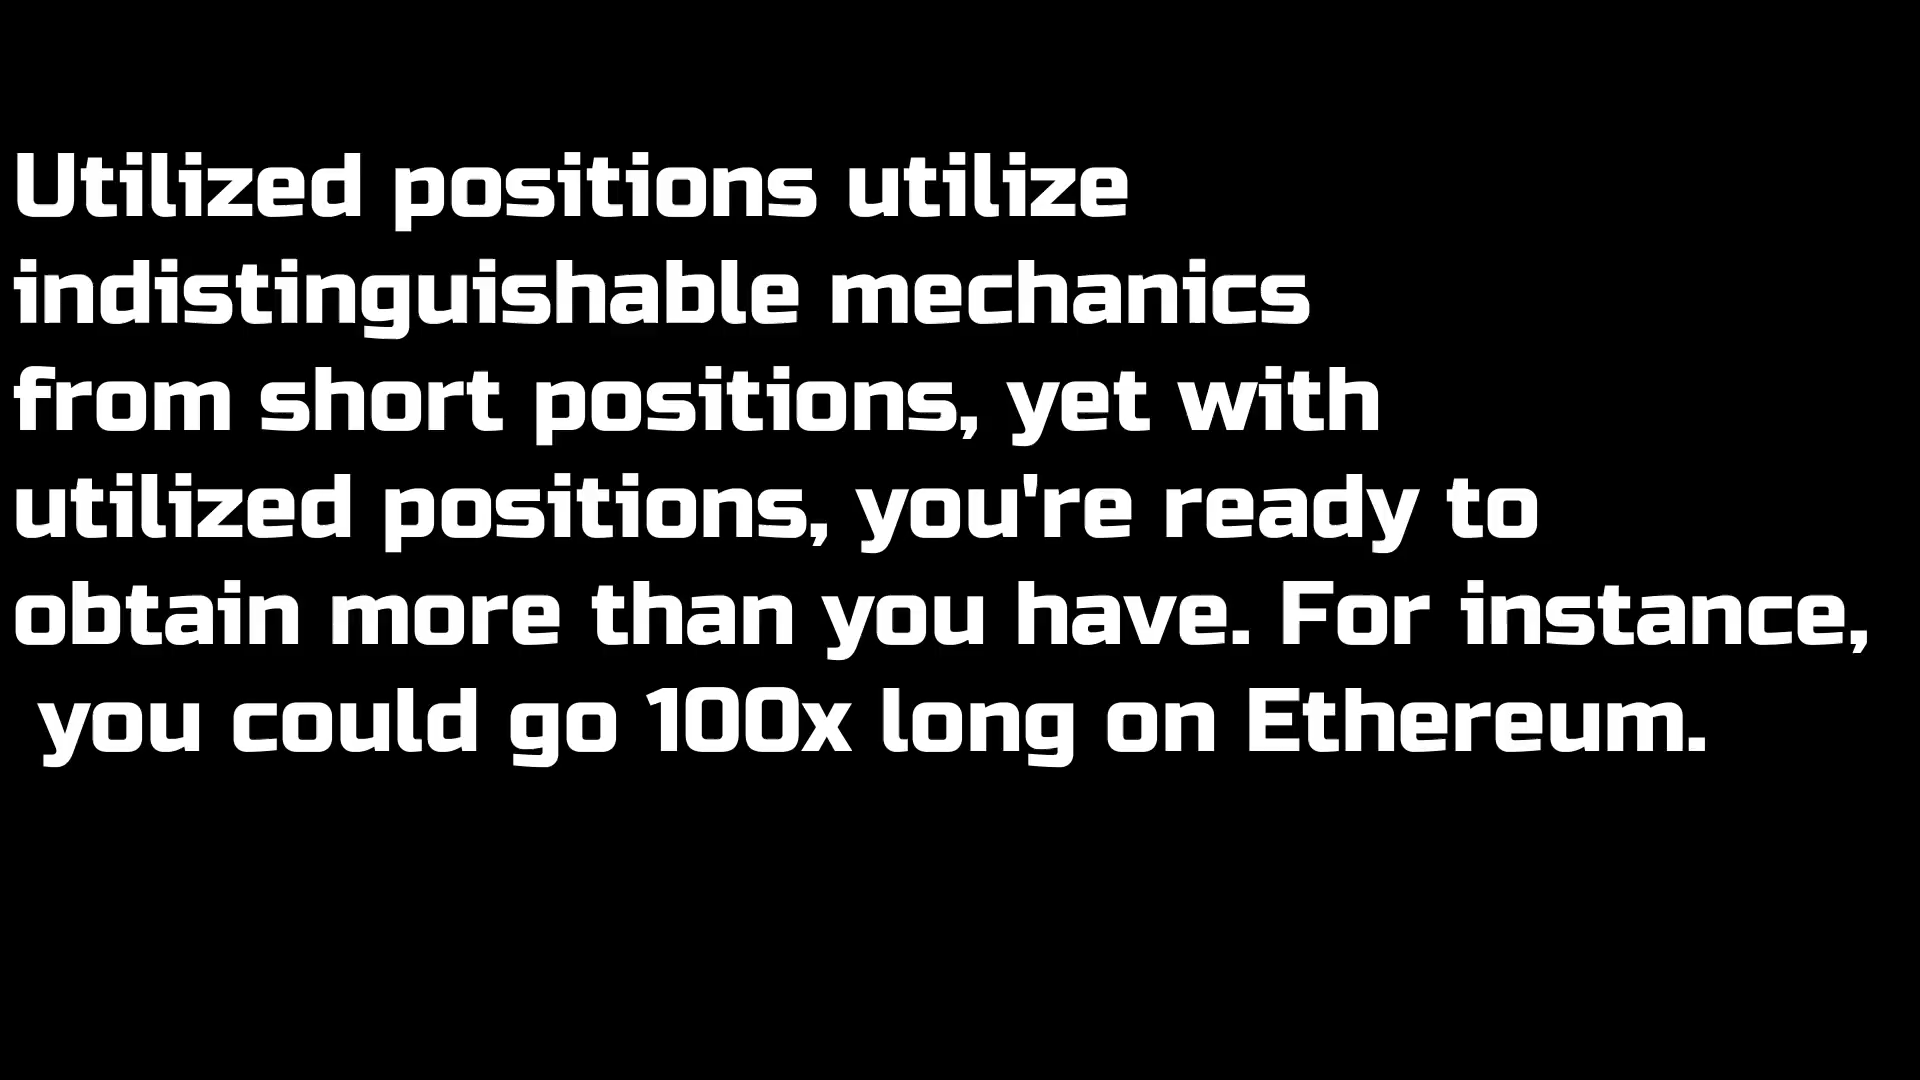 Utilized positions utilize
indistinguishable mechanics
from short positions, yet with
utilized positions, you're ready to
obtain more than you have. For instance,
you could go 100x long on Ethereum.